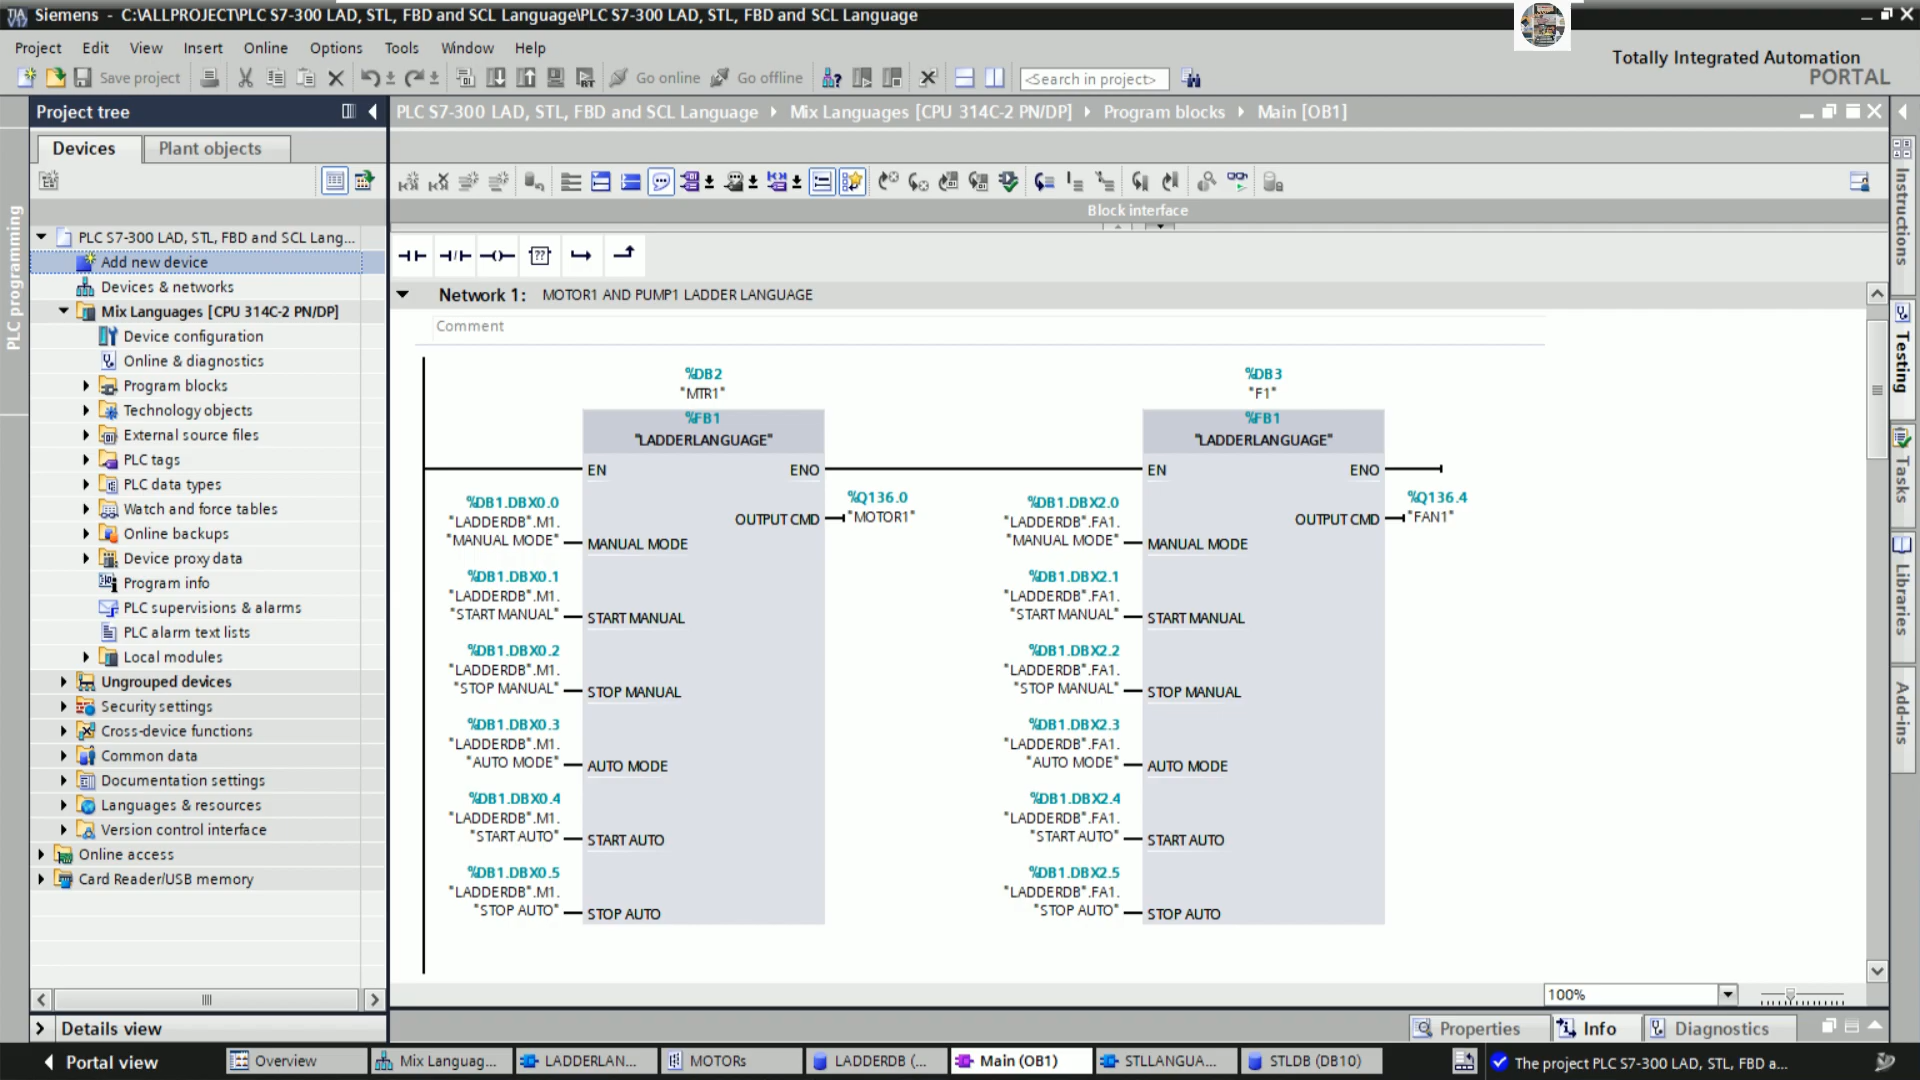 Siemens - C:\ALLPROJECT\PLC S7-300 LAD, STL, FBD and SCL Language\PLC S7-300 LAD, STL, FBD and SCL Language
Project Edit View Insert Online Options Tools Window Help
Totally Integrated Automation
PORTAL
Save project Go online Go offline <Search in project>
Project tree
PLC S7-300 LAD, STL, FBD and SCL Language Mix Languages [CPU 314C-2 PN/DP] Program blocks Main [OB1]
Devices Plant objects
Block interface
PLC programming
PLC S7-300 LAD, STL, FBD and SCL Lang...
Add new device
Devices & networks
Mix Languages [CPU 314C-2 PN/DP]
Device configuration
Online & diagnostics
Program blocks
Technology objects
External source files
PLC tags
PLC data types
Watch and force tables
Online backups
Device proxy data
Program info
PLC supervisions & alarms
PLC alarm text lists
Local modules
Ungrouped devices
Security settings
Cross-device functions
Common data
Documentation settings
Languages & resources
Version control interface
Online access
Card Reader/USB memory
Details view
??
Network 1: MOTOR1 AND PUMP1 LADDER LANGUAGE
Comment
%DB2
"MTR1"
%FB1
"LADDERLANGUAGE"
EN ENO
%DB1.DBX0.0
"LADDERDB".M1.
"MANUAL MODE" MANUAL MODE
OUTPUT CMD
%Q136.0
"MOTOR1"
%DB1.DBX0.1
"LADDERDB".M1.
"START MANUAL" START MANUAL
%DB1.DBX0.2
"LADDERDB".M1.
"STOP MANUAL" STOP MANUAL
%DB1.DBX0.3
"LADDERDB".M1.
"AUTO MODE" AUTO MODE
%DB1.DBX0.4
"LADDERDB".M1.
"START AUTO" START AUTO
%DB1.DBX0.5
"LADDERDB".M1.
"STOP AUTO" STOP AUTO
%DB3
"F1"
%FB1
"LADDERLANGUAGE"
EN ENO
%DB1.DBX2.0
"LADDERDB".FA1.
"MANUAL MODE" MANUAL MODE
OUTPUT CMD
%Q136.4
"FAN1"
%DB1.DBX2.1
"LADDERDB".FA1.
"START MANUAL" START MANUAL
%DB1.DBX2.2
"LADDERDB".FA1.
"STOP MANUAL" STOP MANUAL
%DB1.DBX2.3
"LADDERDB".FA1.
"AUTO MODE" AUTO MODE
%DB1.DBX2.4
"LADDERDB".FA1.
"START AUTO" START AUTO
%DB1.DBX2.5
"LADDERDB".FA1.
"STOP AUTO" STOP AUTO
100%
Instructions
Testing
Tasks
Libraries
Add-ins
Properties Info Diagnostics
Portal view Overview Mix Languag... LADDERLAN... MOTORs LADDERDB (... Main (OB1) STLLANGUA... STLDB (DB10) The project PLC S7-300 LAD, STL, FBD a...